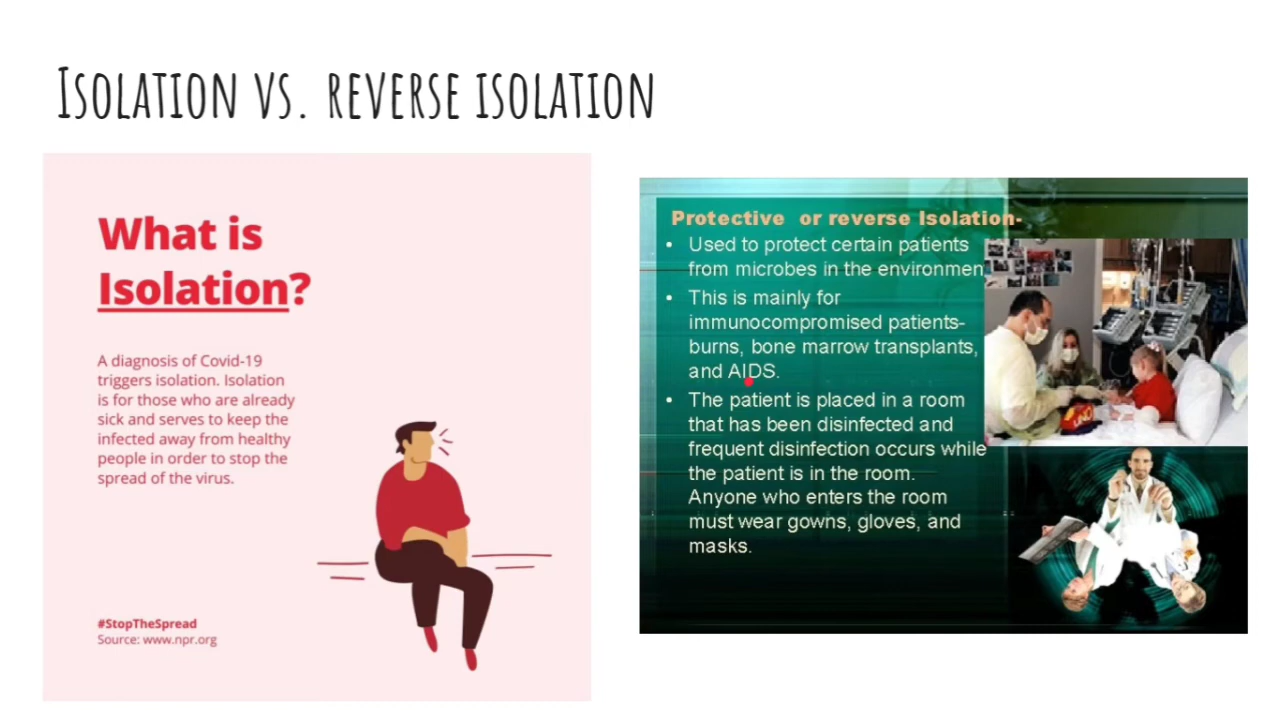 Isolation vs. reverse isolation
What is
Isolation?
A diagnosis of Covid-19
triggers isolation. Isolation
is for those who are already
sick and serves to keep the
infected away from healthy
people in order to stop the
spread of the virus.
#StopTheSpread
Source: www.npr.org
Protective or reverse Isolation-
• Used to protect certain patients
from microbes in the environmen
• This is mainly for
immunocompromised patients-
burns, bone marrow transplants,
and AIDS.
• The patient is placed in a room
that has been disinfected and
frequent disinfection occurs while
the patient is in the room.
Anyone who enters the room
must wear gowns, gloves, and
masks.
UNO